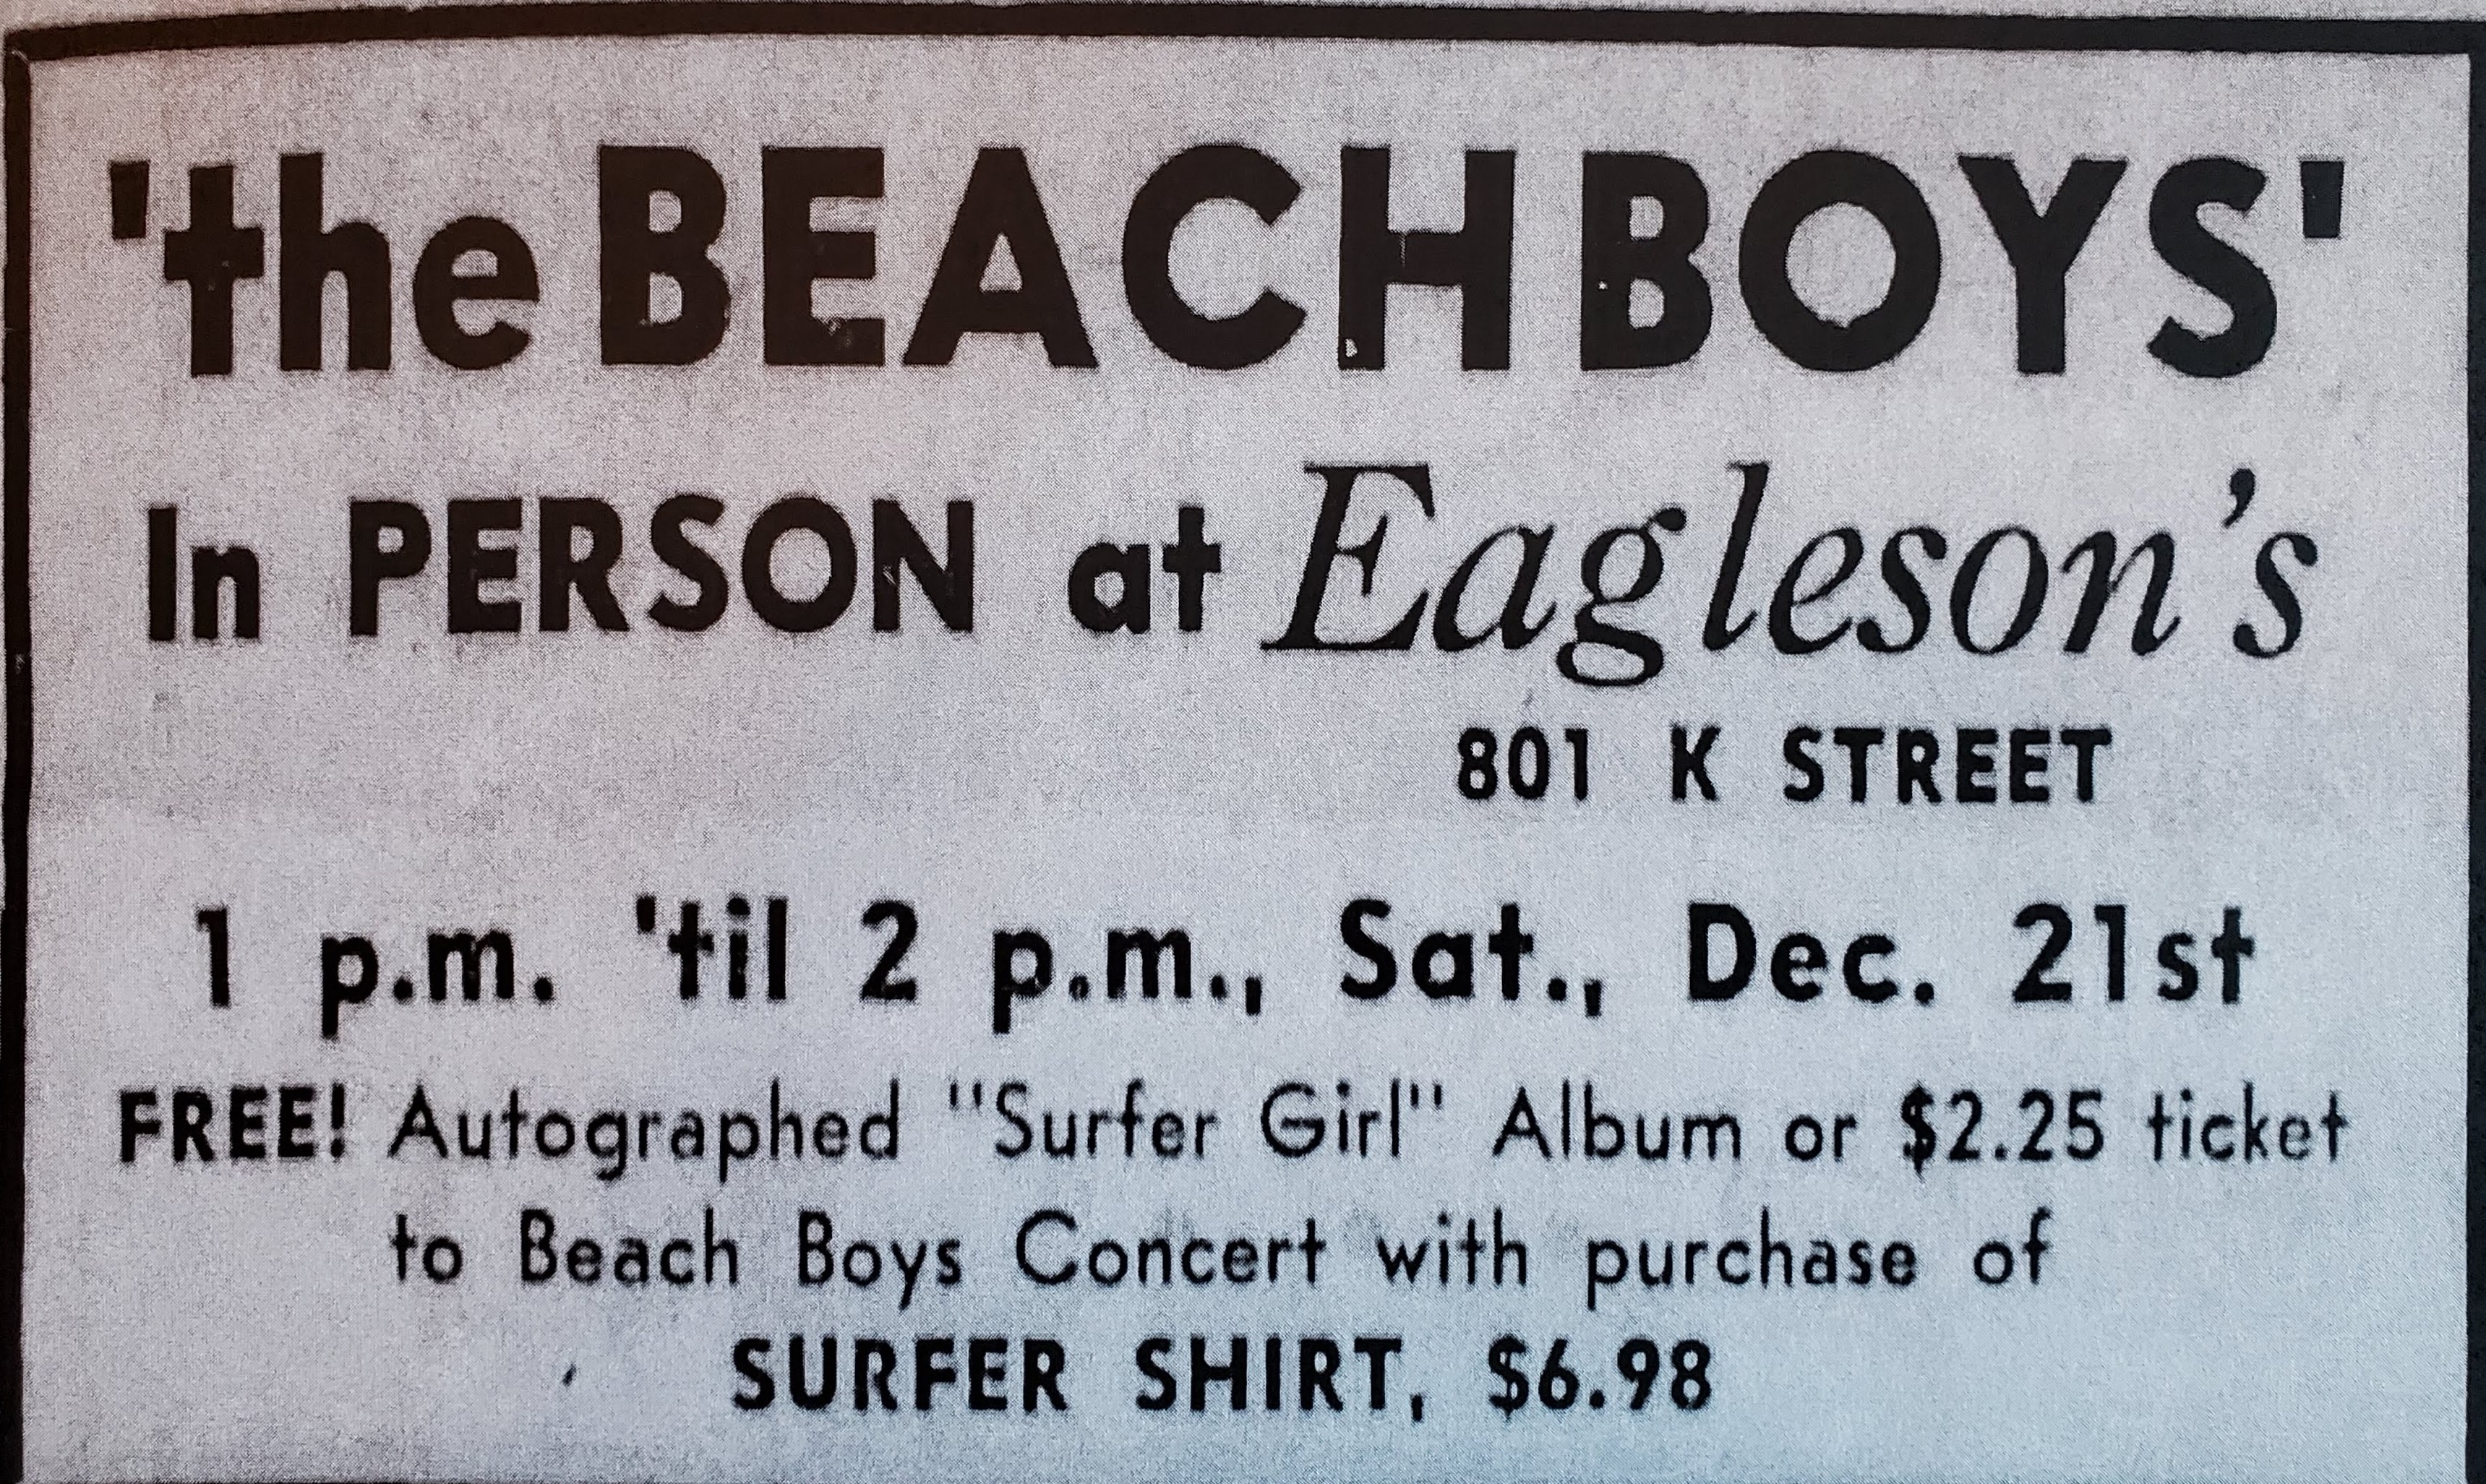 'the BEACH BOYS'
In PERSON at Eagleson's
801 K STREET
1 p.m. 'til 2 p.m., Sat., Dec. 21st
FREE! Autographed "Surfer Girl" Album or $2.25 ticket
to Beach Boys Concert with purchase of
SURFER SHIRT, $6.98